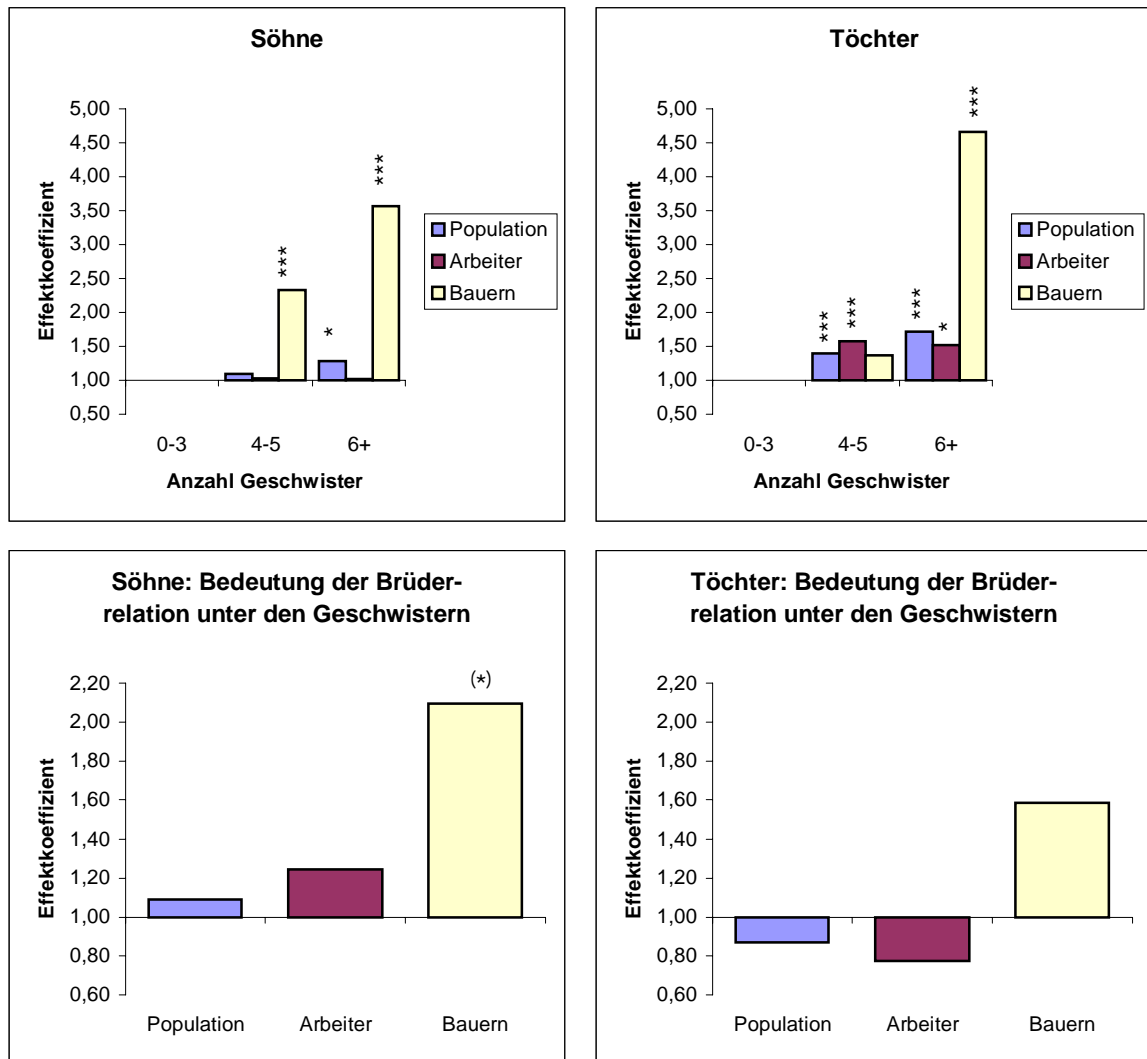 Söhne
Effektkoeffizient
5,00
4,50
4,00
3,50
3,00
2,50
2,00
1,50
1,00
0,50
***
*
***
0-3
4-5
6+
Anzahl Geschwister
Population
Arbeiter
Bauern
Töchter
Effektkoeffizient
5,00
4,50
4,00
3,50
3,00
2,50
2,00
1,50
1,00
0,50
***
***
***
*
***
0-3
4-5
6+
Anzahl Geschwister
Population
Arbeiter
Bauern
Söhne: Bedeutung der Brüder-
relation unter den Geschwistern
Effektkoeffizient
2,20
2,00
1,80
1,60
1,40
1,20
1,00
0,80
0,60
(*)
Population
Arbeiter
Bauern
Töchter: Bedeutung der Brüder-
relation unter den Geschwistern
Effektkoeffizient
2,20
2,00
1,80
1,60
1,40
1,20
1,00
0,80
0,60
Population
Arbeiter
Bauern